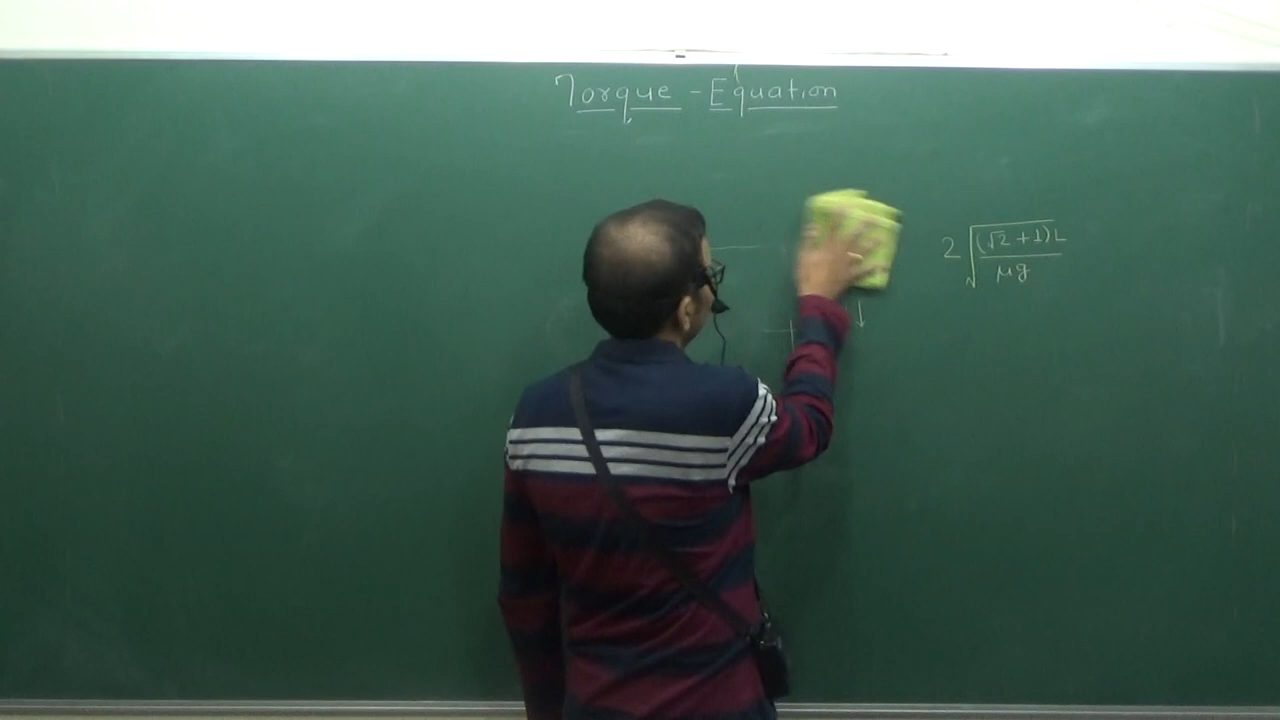 Torque - Equation
2 √((√2 + 1)L / μg)